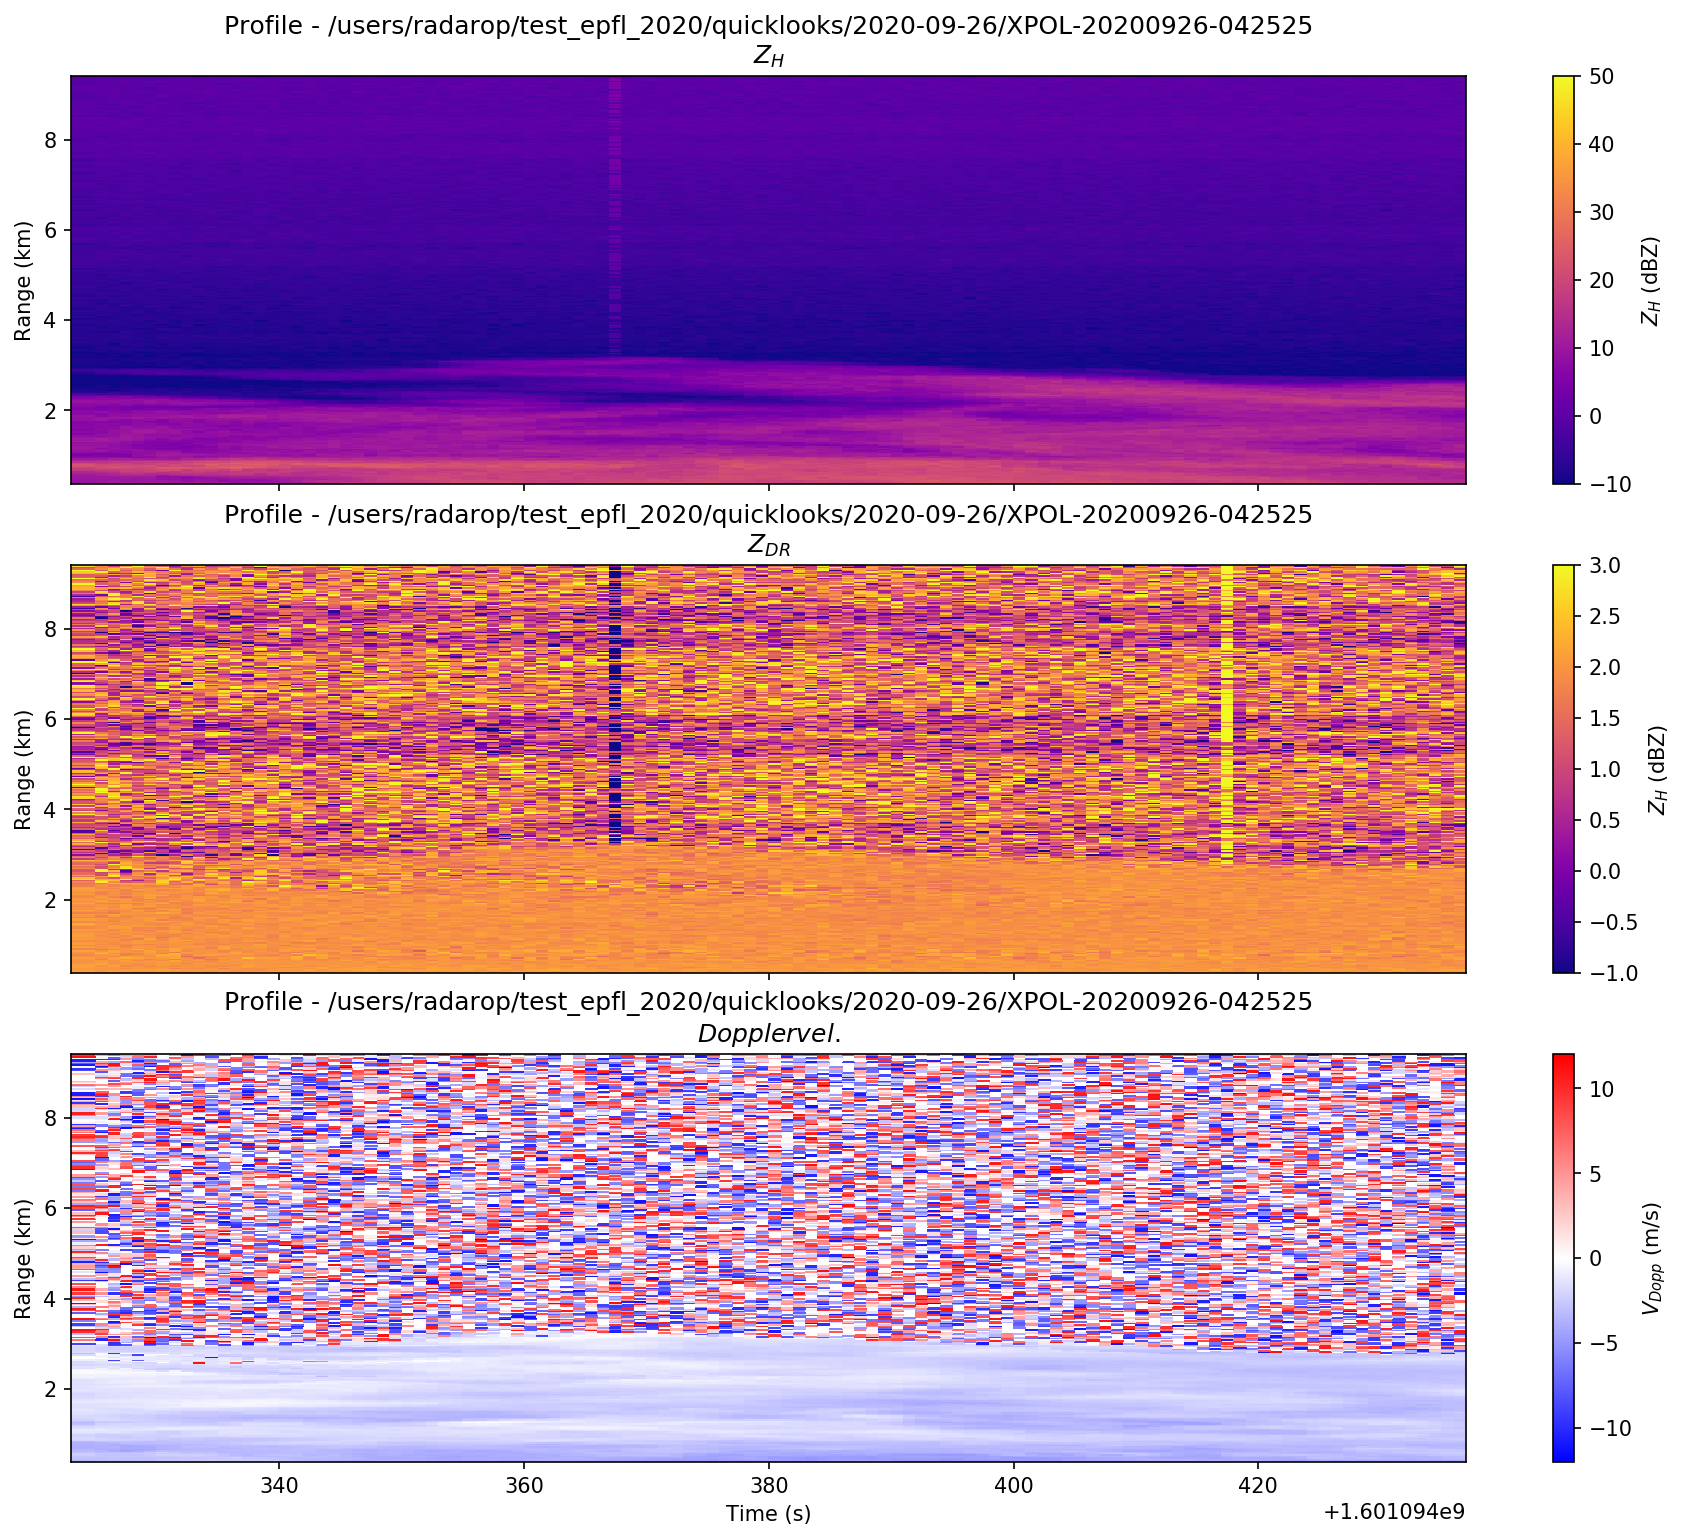 Profile - /users/radarop/test_epfl_2020/quicklooks/2020-09-26/XPOL-20200926-042525
Z_H
8
6
4
2
Range (km)
50
40
30
20
10
0
−10
Z_H (dBZ)
Profile - /users/radarop/test_epfl_2020/quicklooks/2020-09-26/XPOL-20200926-042525
Z_DR
8
6
4
2
Range (km)
3.0
2.5
2.0
1.5
1.0
0.5
0.0
−0.5
−1.0
Z_H (dBZ)
Profile - /users/radarop/test_epfl_2020/quicklooks/2020-09-26/XPOL-20200926-042525
Dopplervel.
8
6
4
2
Range (km)
10
5
0
−5
−10
V_Dopp (m/s)
340 360 380 400 420
Time (s)
+1.601094e9